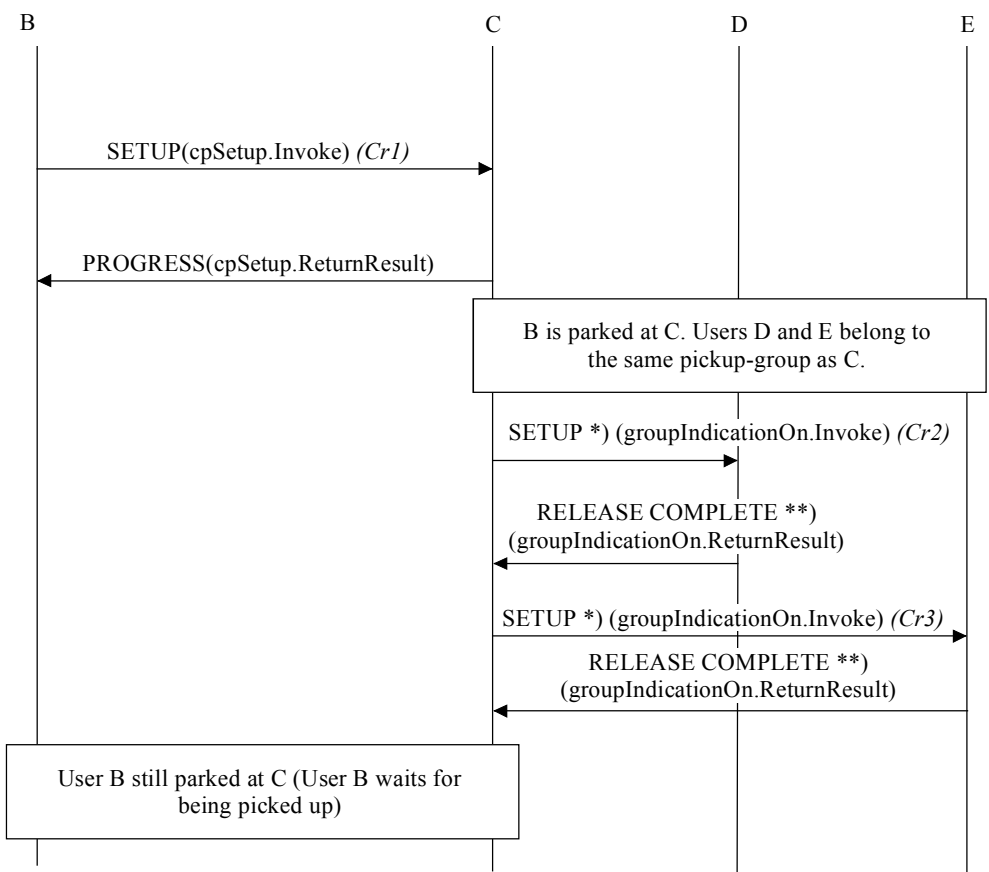 B
C
D
E
SETUP(cpSetup.Invoke) (Cr1)
PROGRESS(cpSetup.ReturnResult)
B is parked at C. Users D and E belong to
the same pickup-group as C.
SETUP *) (groupIndicationOn.Invoke) (Cr2)
RELEASE COMPLETE **)
(groupIndicationOn.ReturnResult)
SETUP *) (groupIndicationOn.Invoke) (Cr3)
RELEASE COMPLETE **)
(groupIndicationOn.ReturnResult)
User B still parked at C (User B waits for
being picked up)